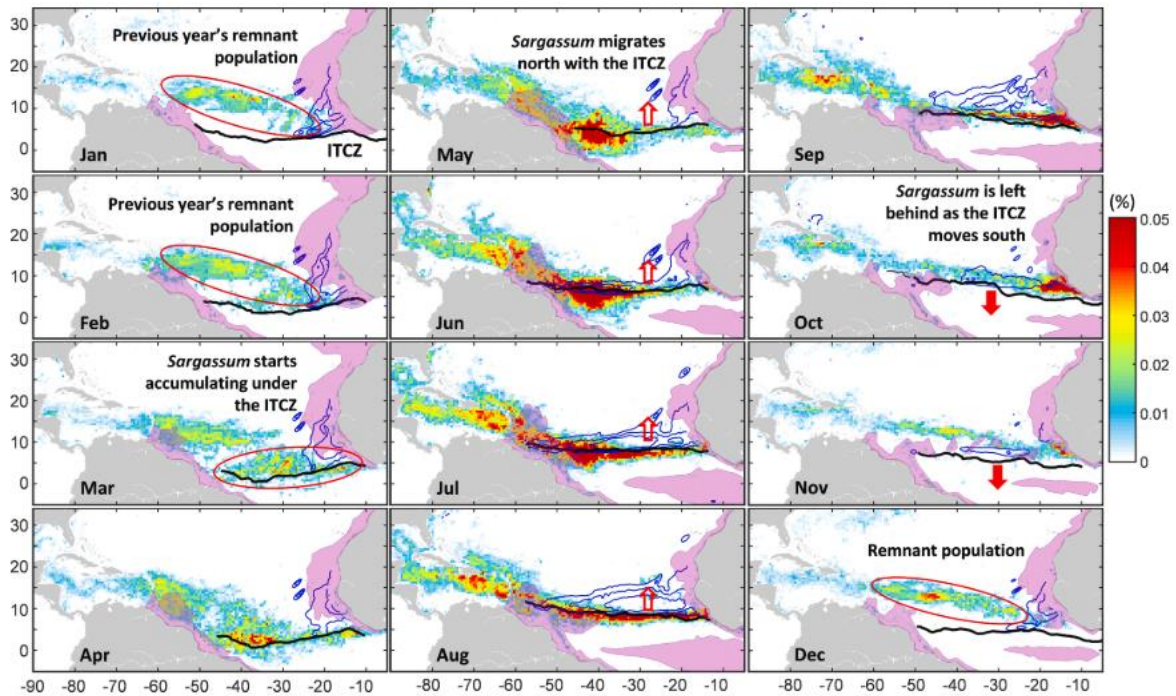 Previous year's remnant
population
ITCZ
Jan
Sargassum migrates
north with the ITCZ
May
Sep
30
20
10
0
Previous year's remnant
population
Feb
Jun
Sargassum is left
behind as the ITCZ
moves south
Oct
30
20
10
0
Sargassum starts
accumulating under
the ITCZ
Mar
Jul
Nov
30
20
10
0
Apr
Aug
Remnant population
Dec
30
20
10
0
-90 -80 -70 -60 -50 -40 -30 -20 -10
-80 -70 -60 -50 -40 -30 -20 -10
-80 -70 -60 -50 -40 -30 -20 -10
(%)
0.05
0.04
0.03
0.02
0.01
0